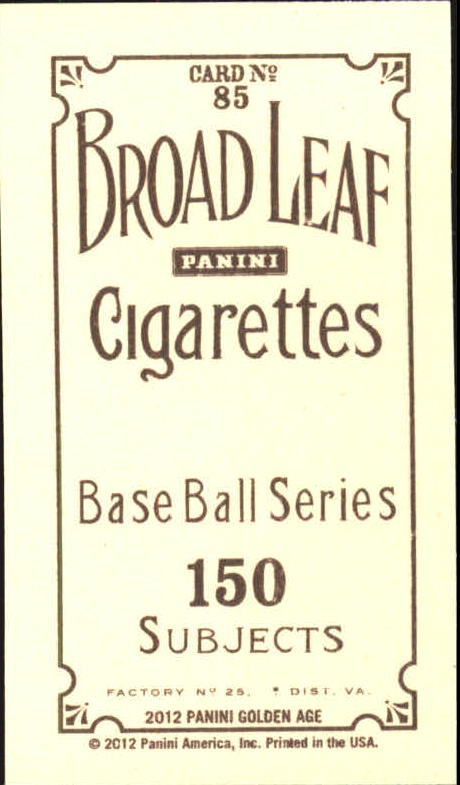 CARD Nº
85
BROAD LEAF
PANINI
Cigarettes
Base Ball Series
150
SUBJECTS
FACTORY Nº 25, DIST. VA.
2012 PANINI GOLDEN AGE
© 2012 Panini America, Inc. Printed in the USA.